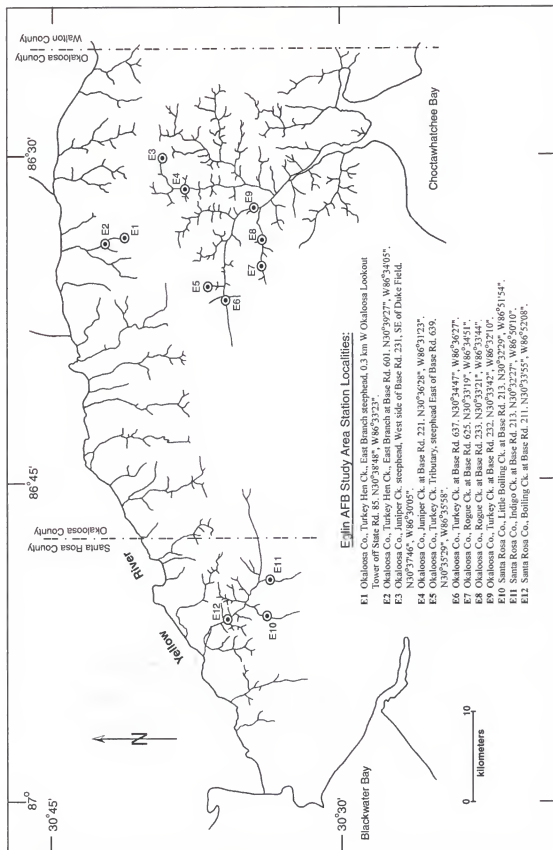 87°
86°45'
86°30'
30°45'
30°30'
Santa Rosa County
Okaloosa County
Okaloosa County
Walton County
Yellow
River
N
Blackwater Bay
Choctawhatchee Bay
E1
E2
E3
E4
E5
E6
E7
E8
E9
E10
E11
E12
0
10
kilometers
Eglin AFB Study Area Station Localities:
E1 Okaloosa Co., Turkey Hen Ck., East Branch steephead, 0.3 km W Okaloosa Lookout
Tower off State Rd. 85. N30°38'48", W86°33'23".
E2 Okaloosa Co., Turkey Hen Ck., East Branch at Base Rd. 601. N30°39'27", W86°34'05".
E3 Okaloosa Co., Juniper Ck. steephead, West side of Base Rd. 231, SE of Duke Field.
N30°37'46", W86°30'05".
E4 Okaloosa Co., Juniper Ck. at Base Rd. 221. N30°36'28", W86°31'23".
E5 Okaloosa Co., Turkey Ck. Tributary, steephead East of Base Rd. 639.
N30°35'29", W86°35'58".
E6 Okaloosa Co., Turkey Ck. at Base Rd. 637. N30°34'47", W86°36'27".
E7 Okaloosa Co., Rogue Ck. at Base Rd. 625. N30°33'19", W86°34'51".
E8 Okaloosa Co., Rogue Ck. at Base Rd. 233. N30°33'21", W86°33'44".
E9 Okaloosa Co., Turkey Ck. at Base Rd. 232. N30°33'42", W86°32'10".
E10 Santa Rosa Co., Little Boiling Ck. at Base Rd. 213. N30°32'29", W86°51'54".
E11 Santa Rosa Co., Indigo Ck. at Base Rd. 213. N30°32'27", W86°50'10".
E12 Santa Rosa Co., Boiling Ck. at Base Rd. 211. N30°33'55", W86°52'08".